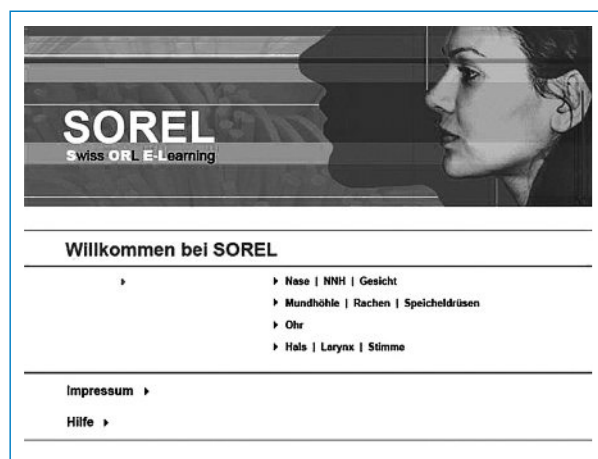 SOREL
Swiss ORL E-Learning
Willkommen bei SOREL
Nase | NNH | Gesicht
Mundhöhle | Rachen | Speicheldrüsen
Ohr
Hals | Larynx | Stimme
Impressum
Hilfe